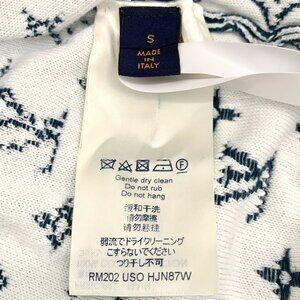 S
MADE
IN
ITALY
Gentle dry clean
Do not rub
Do not hang
缓和干洗
请勿摩擦
请勿悬挂
弱流でドライクリーニング
こすらないでください
つり干し不可
RM202 USO HJN87W